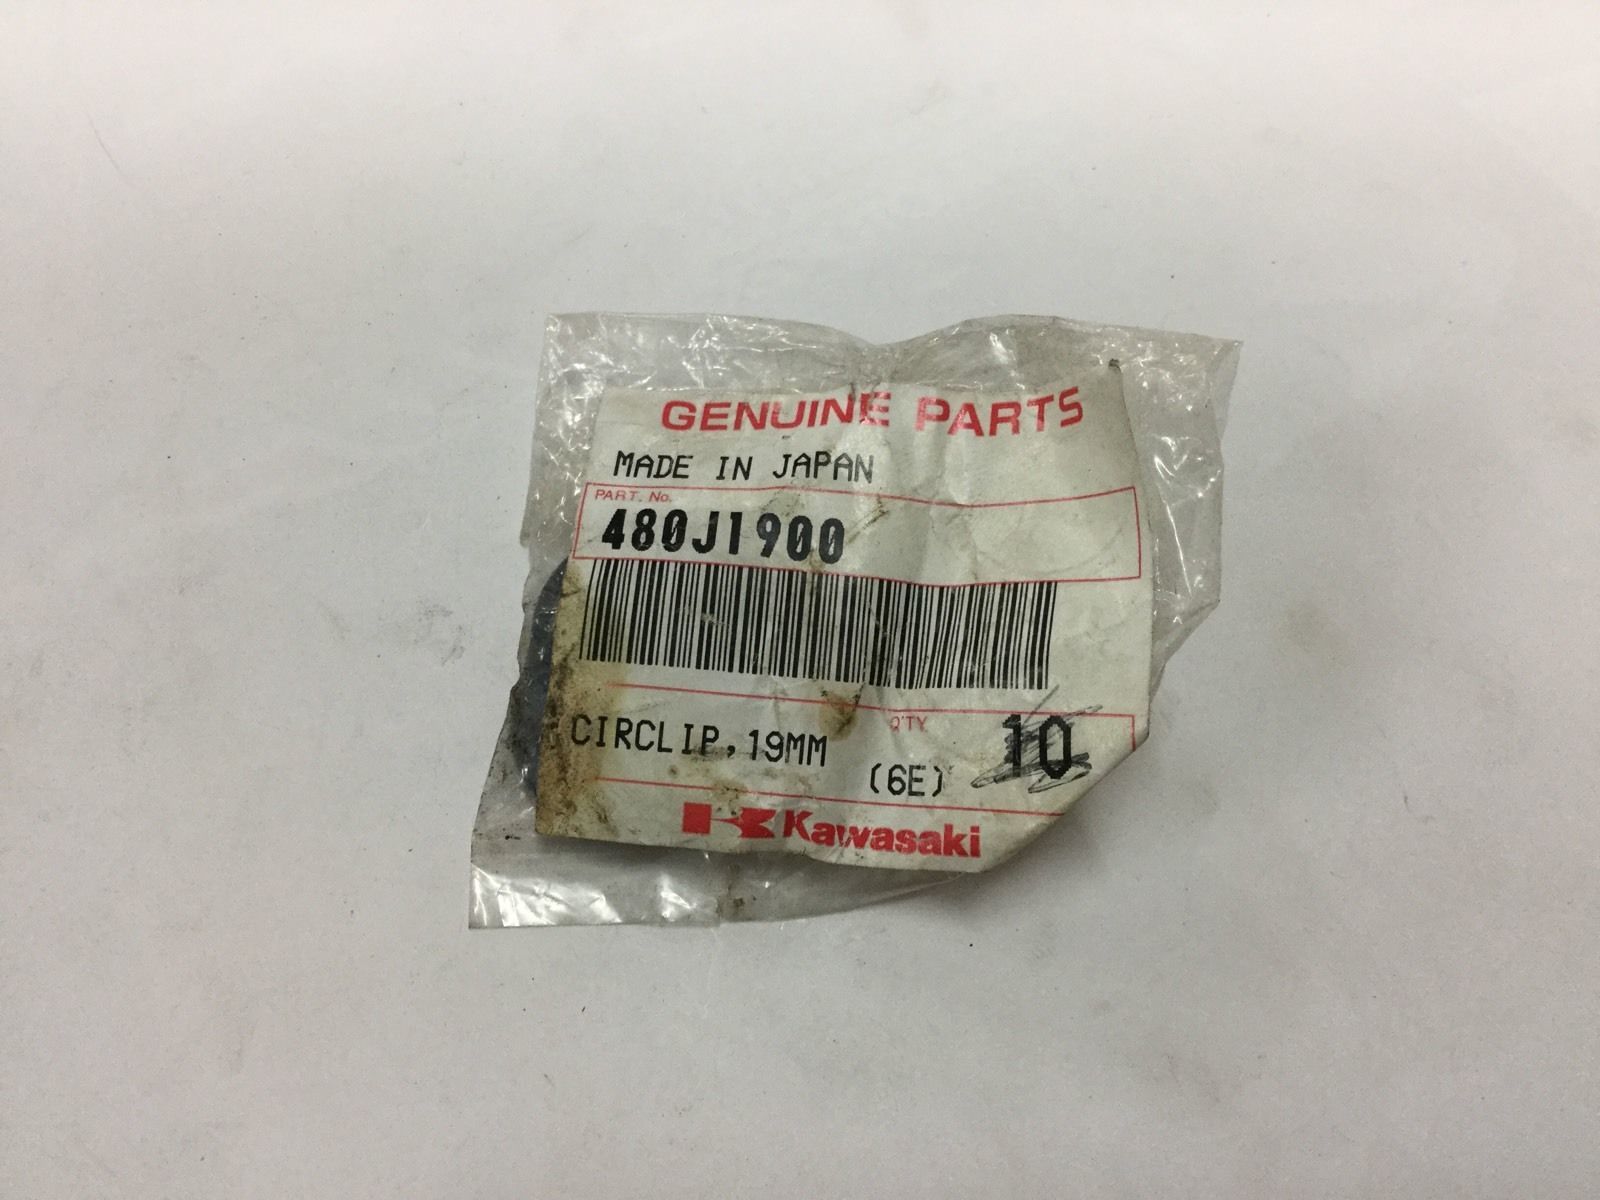 GENUINE PARTS
MADE IN JAPAN
PART. No.
480J1900
CIRCLIP,19MM
Q'TY
10
(6E)
Kawasaki